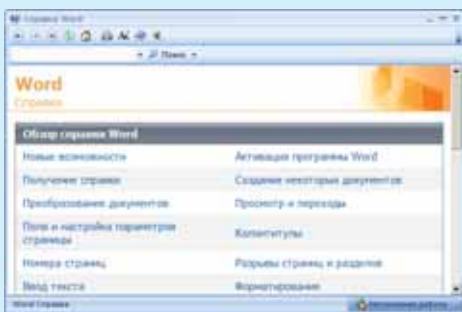 Справка Word
Поиск
Word
Справка
Обзор справки Word
Новые возможности
Активация программы Word
Получение справки
Создание некоторых документов
Преобразование документов
Просмотр и переходы
Поля и настройка параметров
страницы
Колонтитулы
Номера страниц
Разрывы страниц и разделов
Ввод текста
Форматирование
Word Справка